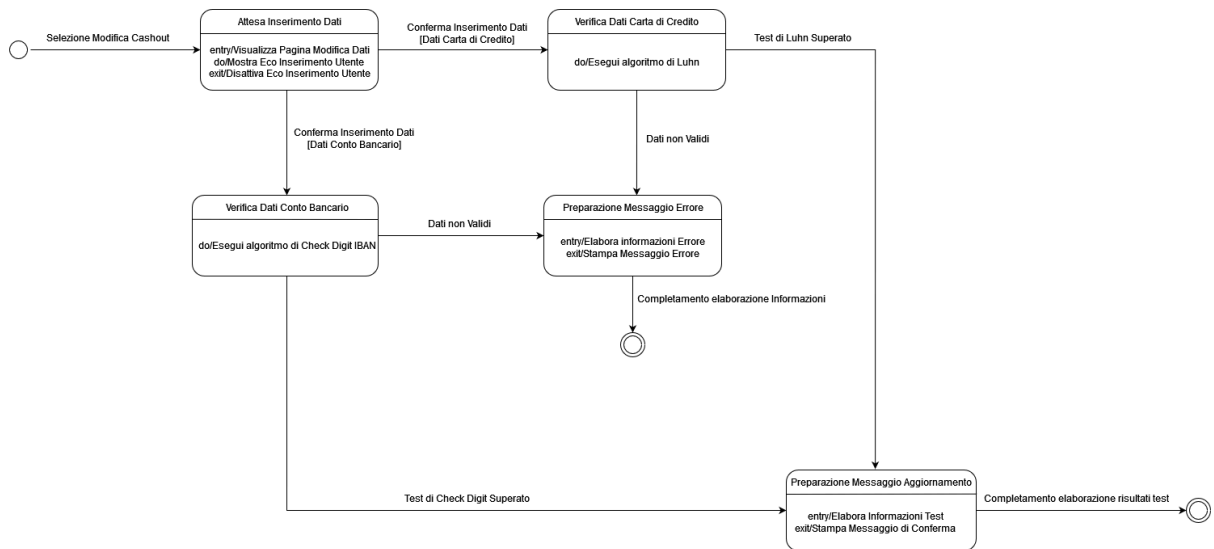 Attesa Inserimento Dati
Selezione Modifica Cashout
entry/Visualizza Pagina Modifica Dati
do/Mostra Eco Inserimento Utente
exit/Disattiva Eco Inserimento Utente
Conferma Inserimento Dati
[Dati Carta di Credito]
Verifica Dati Carta di Credito
do/Esegui algoritmo di Luhn
Test di Luhn Superato
Conferma Inserimento Dati
[Dati Conto Bancario]
Dati non Validi
Verifica Dati Conto Bancario
do/Esegui algoritmo di Check Digit IBAN
Dati non Validi
Preparazione Messaggio Errore
entry/Elabora informazioni Errore
exit/Stampa Messaggio Errore
Completamento elaborazione Informazioni
Test di Check Digit Superato
Preparazione Messaggio Aggiornamento
entry/Elabora Informazioni Test
exit/Stampa Messaggio di Conferma
Completamento elaborazione risultati test